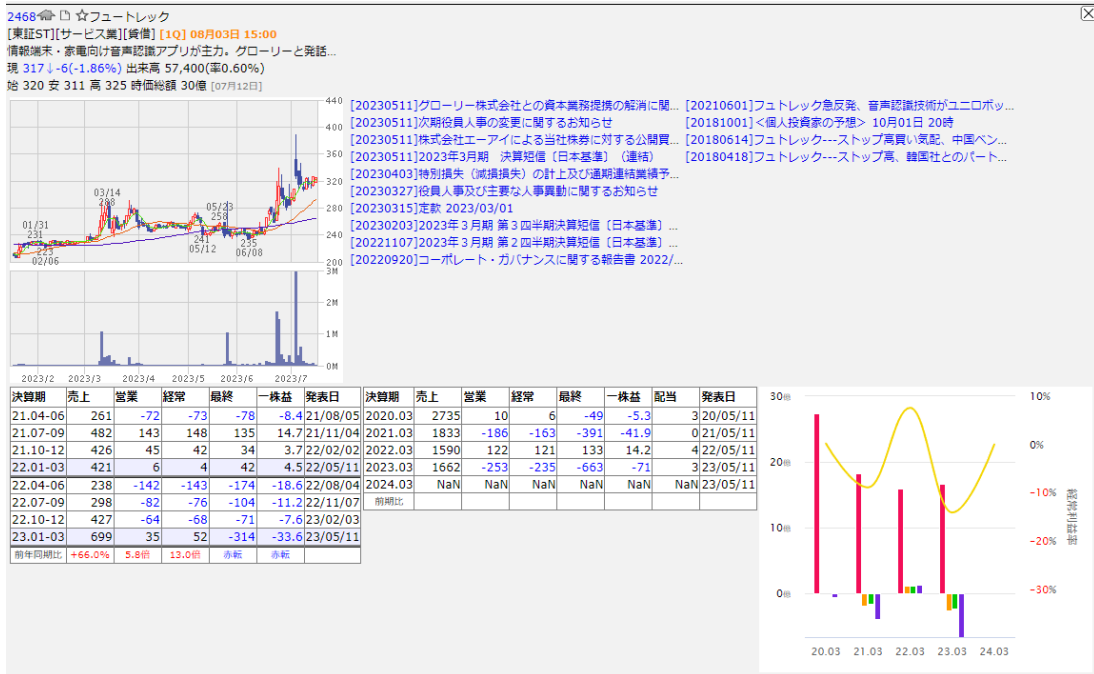 2468 フュートレック
[東証ST][サービス業][貸借] [1Q] 08月03日 15:00
情報端末・家電向け音声認識アプリが主力。グローリーと発話...
現 317↓-6(-1.86%) 出来高 57,400(率0.60%)
始 320 安 311 高 325 時価総額 30億 [07月12日]
440
400
360
320
280
240
200
03/14
288
01/31
231
223
02/06
05/23
258
241
05/12
235
06/08
3M
2M
1M
0M
2023/2 2023/3 2023/4 2023/5 2023/6 2023/7
[20230511]グローリー株式会社との資本業務提携の解消に関...
[20230511]次期役員人事の変更に関するお知らせ
[20230511]株式会社エーアイによる当社株券に対する公開買...
[20230511]2023年3月期 決算短信〔日本基準〕（連結）
[20230403]特別損失（減損損失）の計上及び通期連結業績予...
[20230327]役員人事及び主要な人事異動に関するお知らせ
[20230315]定款 2023/03/01
[20230203]2023年３月期 第３四半期決算短信〔日本基準〕...
[20221107]2023年３月期 第２四半期決算短信〔日本基準〕...
[20220920]コーポレート・ガバナンスに関する報告書 2022/...
[20210601]フュトレック急反発、音声認識技術がユニロボッ...
[20181001]＜個人投資家の予想＞ 10月01日 20時
[20180614]フュトレック---ストップ高買い気配、中国ベン...
[20180418]フュトレック---ストップ高、韓国社とのパート...
決算期 売上 営業 経常 最終 一株益 発表日
21.04-06 261 -72 -73 -78 -8.4 21/08/05
21.07-09 482 143 148 135 14.7 21/11/04
21.10-12 426 45 42 34 3.7 22/02/02
22.01-03 421 6 4 42 4.5 22/05/11
22.04-06 238 -142 -143 -174 -18.6 22/08/04
22.07-09 298 -82 -76 -104 -11.2 22/11/07
22.10-12 427 -64 -68 -71 -7.6 23/02/03
23.01-03 699 35 52 -314 -33.6 23/05/11
前年同期比 +66.0% 5.8倍 13.0倍 赤転 赤転
決算期 売上 営業 経常 最終 一株益 配当 発表日
2020.03 2735 10 6 -49 -5.3 3 20/05/11
2021.03 1833 -186 -163 -391 -41.9 0 21/05/11
2022.03 1590 122 121 133 14.2 4 22/05/11
2023.03 1662 -253 -235 -663 -71 3 23/05/11
2024.03 NaN NaN NaN NaN NaN NaN 23/05/11
前期比
30億
20億
10億
0億
10%
0%
-10%
-20%
-30%
経常利益率
20.03 21.03 22.03 23.03 24.03